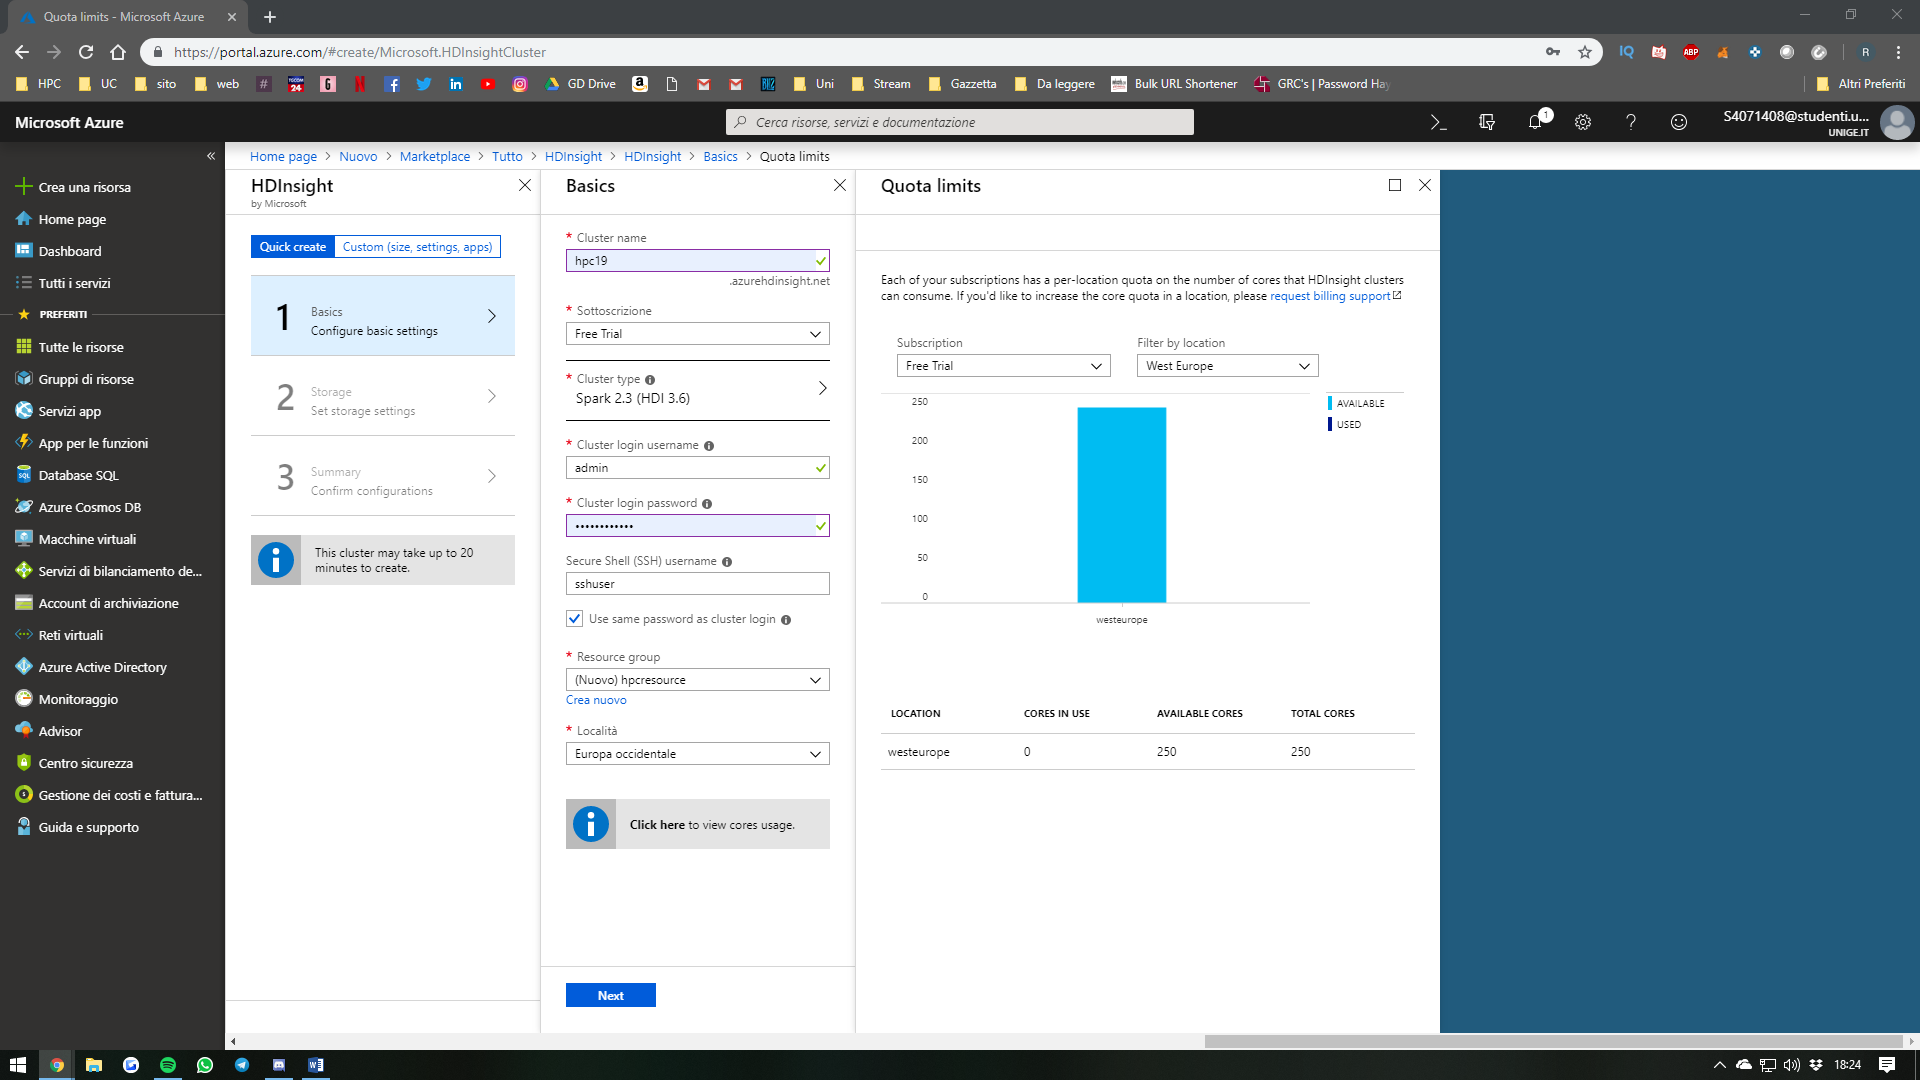 Quota limits - Microsoft Azure
https://portal.azure.com/#create/Microsoft.HDInsightCluster
HPC
UC
sito
web
GD Drive
Uni
Stream
Gazzetta
Da leggere
Bulk URL Shortener
GRC's | Password Hay
Altri Preferiti
Microsoft Azure
Cerca risorse, servizi e documentazione
1
S4071408@studenti.u...
UNIGE.IT
Home page > Nuovo > Marketplace > Tutto > HDInsight > HDInsight > Basics > Quota limits
Crea una risorsa
Home page
Dashboard
Tutti i servizi
PREFERITI
Tutte le risorse
Gruppi di risorse
Servizi app
App per le funzioni
Database SQL
Azure Cosmos DB
Macchine virtuali
Servizi di bilanciamento de...
Account di archiviazione
Reti virtuali
Azure Active Directory
Monitoraggio
Advisor
Centro sicurezza
Gestione dei costi e fattura...
Guida e supporto
HDInsight
by Microsoft
Quick create
Custom (size, settings, apps)
1
Basics
Configure basic settings
2
Storage
Set storage settings
3
Summary
Confirm configurations
This cluster may take up to 20
minutes to create.
Basics
* Cluster name
hpc19
.azurehdinsight.net
* Sottoscrizione
Free Trial
* Cluster type
Spark 2.3 (HDI 3.6)
* Cluster login username
admin
* Cluster login password
••••••••••••
Secure Shell (SSH) username
sshuser
Use same password as cluster login
* Resource group
(Nuovo) hpcresource
Crea nuovo
* Località
Europa occidentale
Click here to view cores usage.
Next
Quota limits
Each of your subscriptions has a per-location quota on the number of cores that HDInsight clusters
can consume. If you'd like to increase the core quota in a location, please request billing support
Subscription
Free Trial
Filter by location
West Europe
250
200
150
100
50
0
westeurope
AVAILABLE
USED
LOCATION CORES IN USE AVAILABLE CORES TOTAL CORES
westeurope 0 250 250
18:24